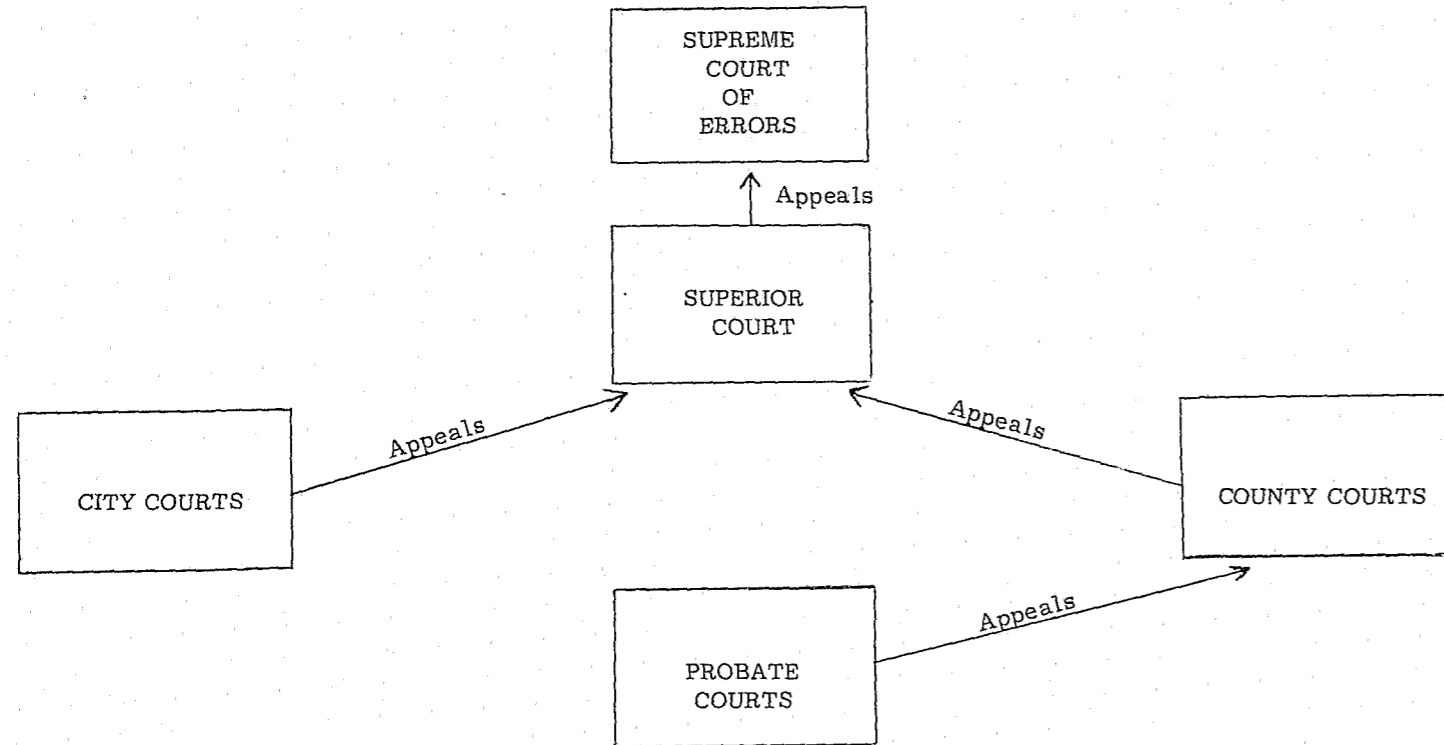 SUPREME
COURT
OF
ERRORS
Appeals
SUPERIOR
COURT
Appeals
Appeals
CITY COURTS
COUNTY COURTS
Appeals
PROBATE
COURTS